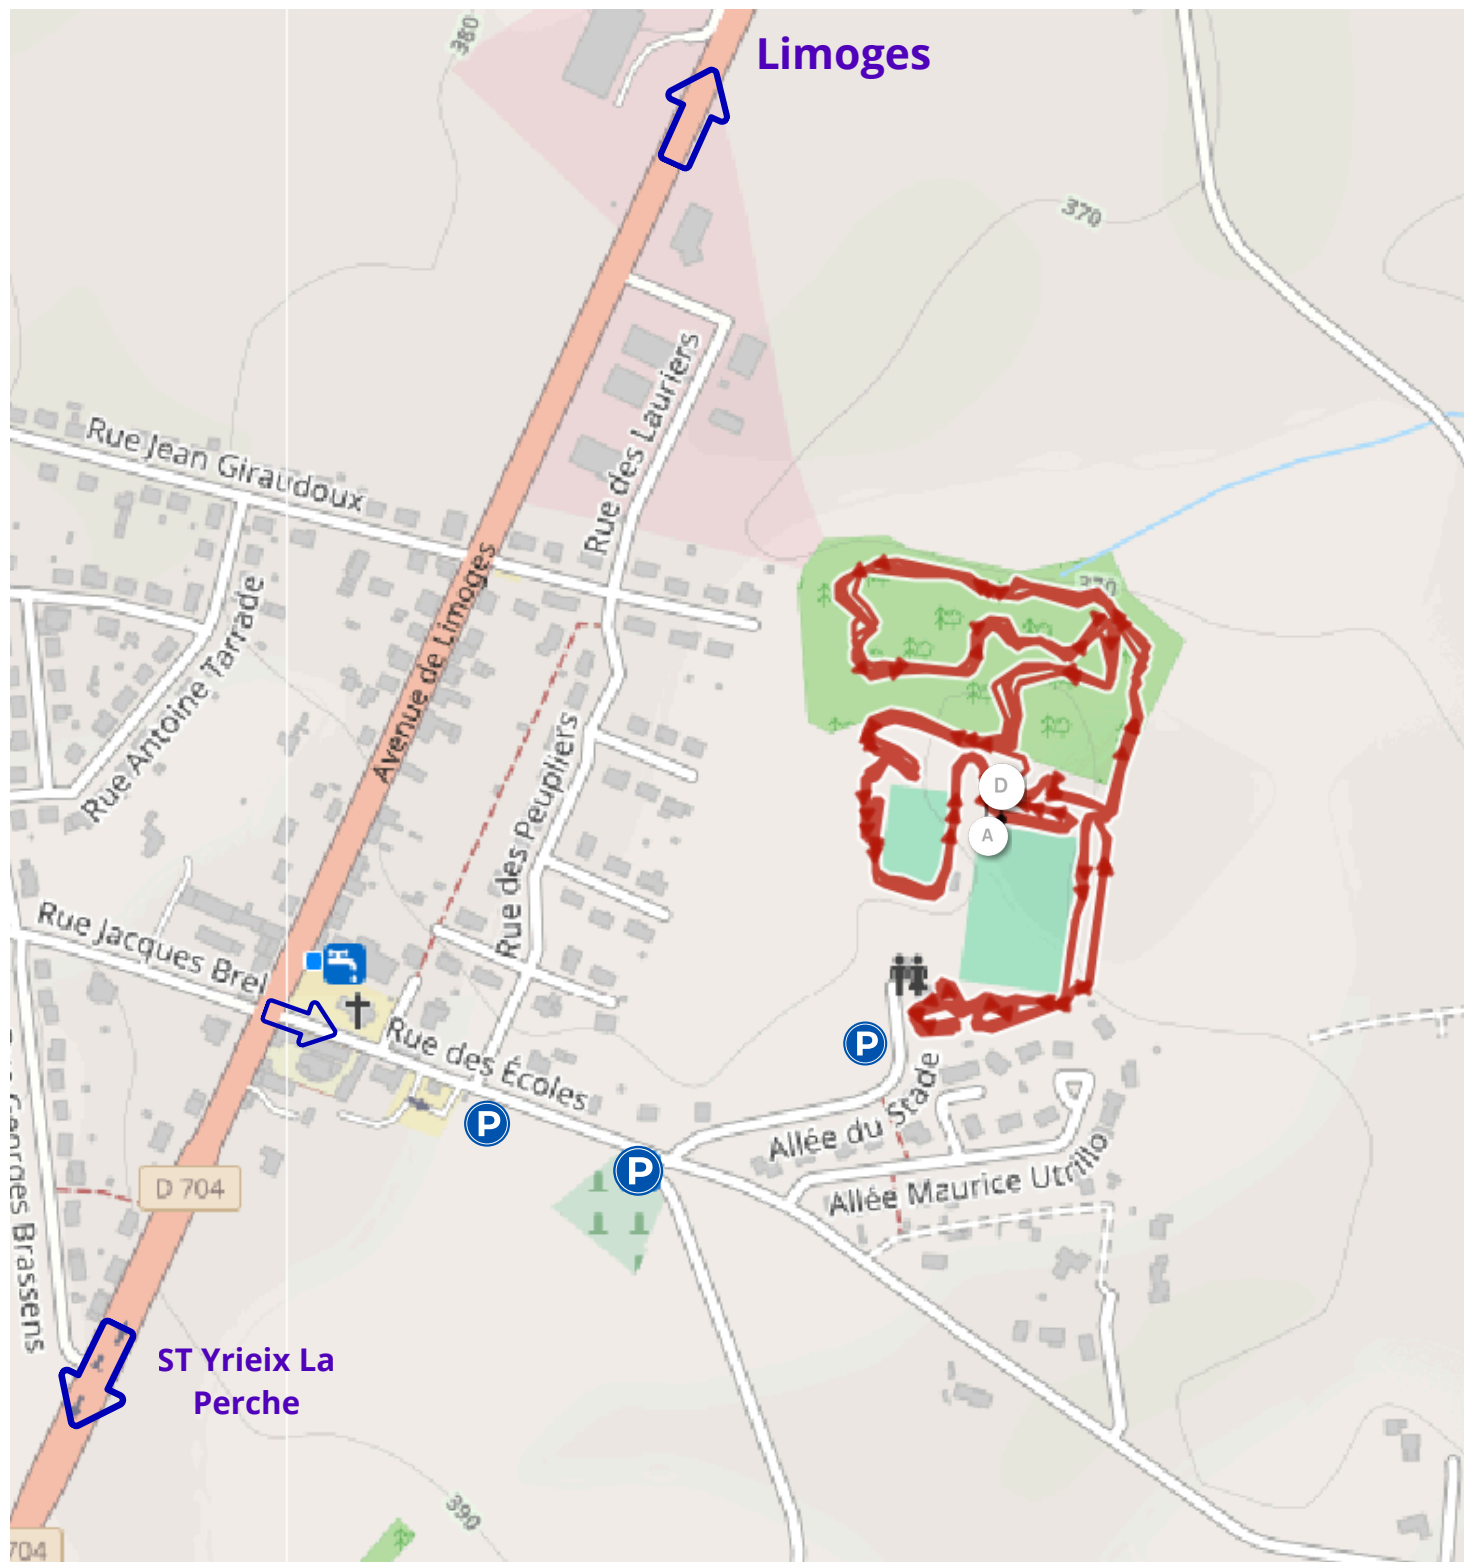 380
Limoges
370
Rue des Lauriers
Rue Jean Giraudoux
Avenue de Limoges
Rue Antoine Tarrade
370
Rue des Peupliers
D
A
Rue Jacques Brel
Rue des Écoles
P
P
P
Allée du Stade
Allée Maurice Utrillo
D 704
Georges Brassens
ST Yrieix La
Perche
390
704